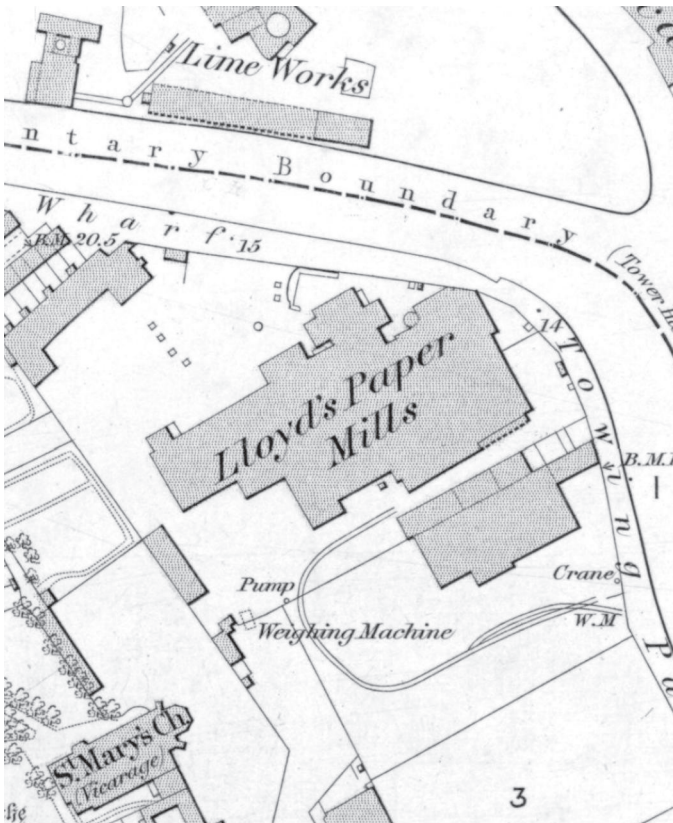 Lime Works
ntary Boundary
Wharf
B.M. 20.5
15
(Tower
14
Towing Pa
Lloyd's Paper
Mills
B.M.
Crane
Pump
W.M
Weighing Machine
St. Mary's Ch.
(Vicarage)
3